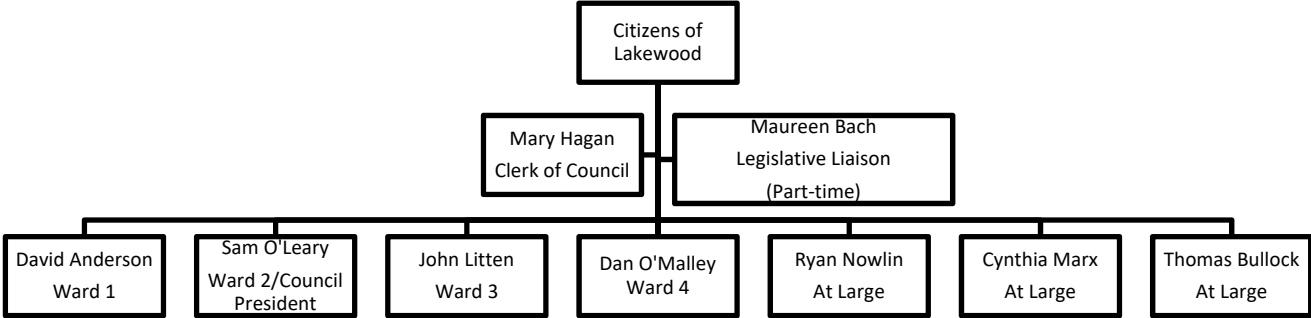 Citizens of
Lakewood
Mary Hagan
Clerk of Council
Maureen Bach
Legislative Liaison
(Part-time)
David Anderson
Ward 1
Sam O'Leary
Ward 2/Council
President
John Litten
Ward 3
Dan O'Malley
Ward 4
Ryan Nowlin
At Large
Cynthia Marx
At Large
Thomas Bullock
At Large